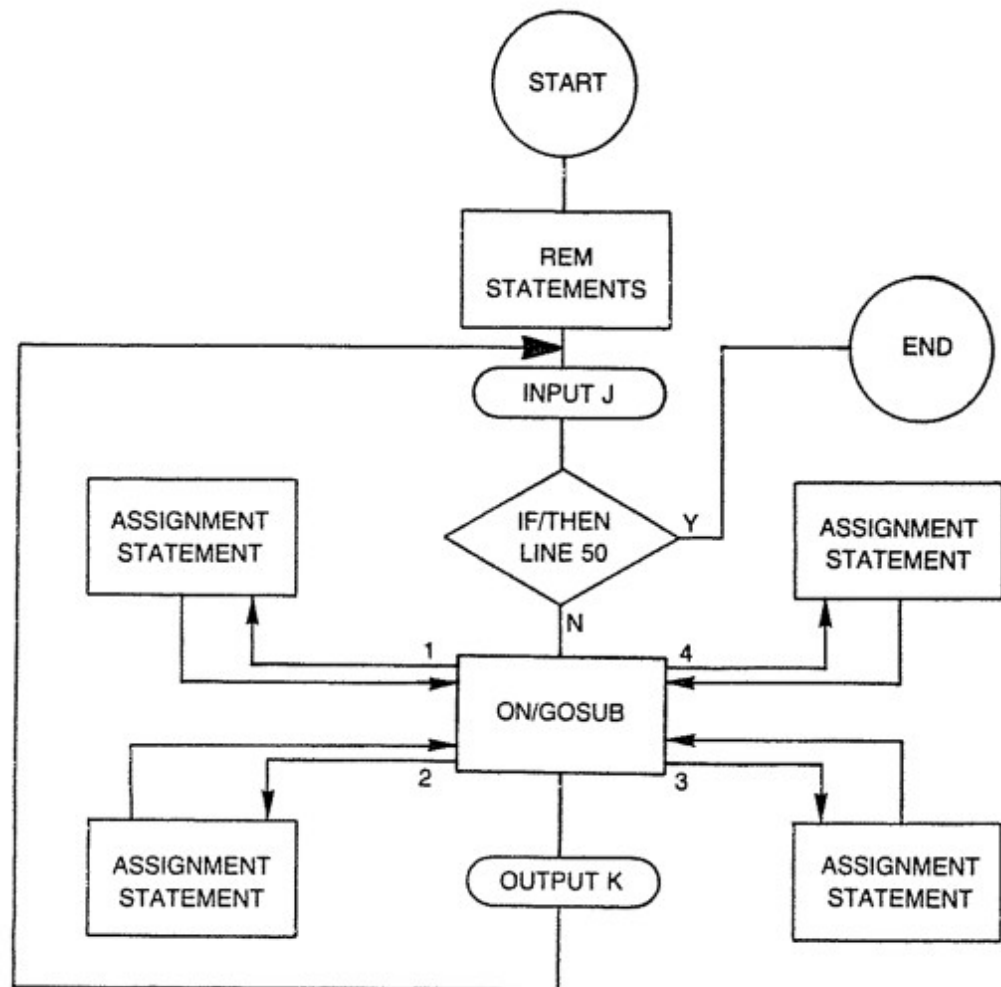 START
REM
STATEMENTS
END
INPUT J
IF/THEN
LINE 50
Y
N
ASSIGNMENT
STATEMENT
ASSIGNMENT
STATEMENT
1
4
ON/GOSUB
2
3
ASSIGNMENT
STATEMENT
OUTPUT K
ASSIGNMENT
STATEMENT